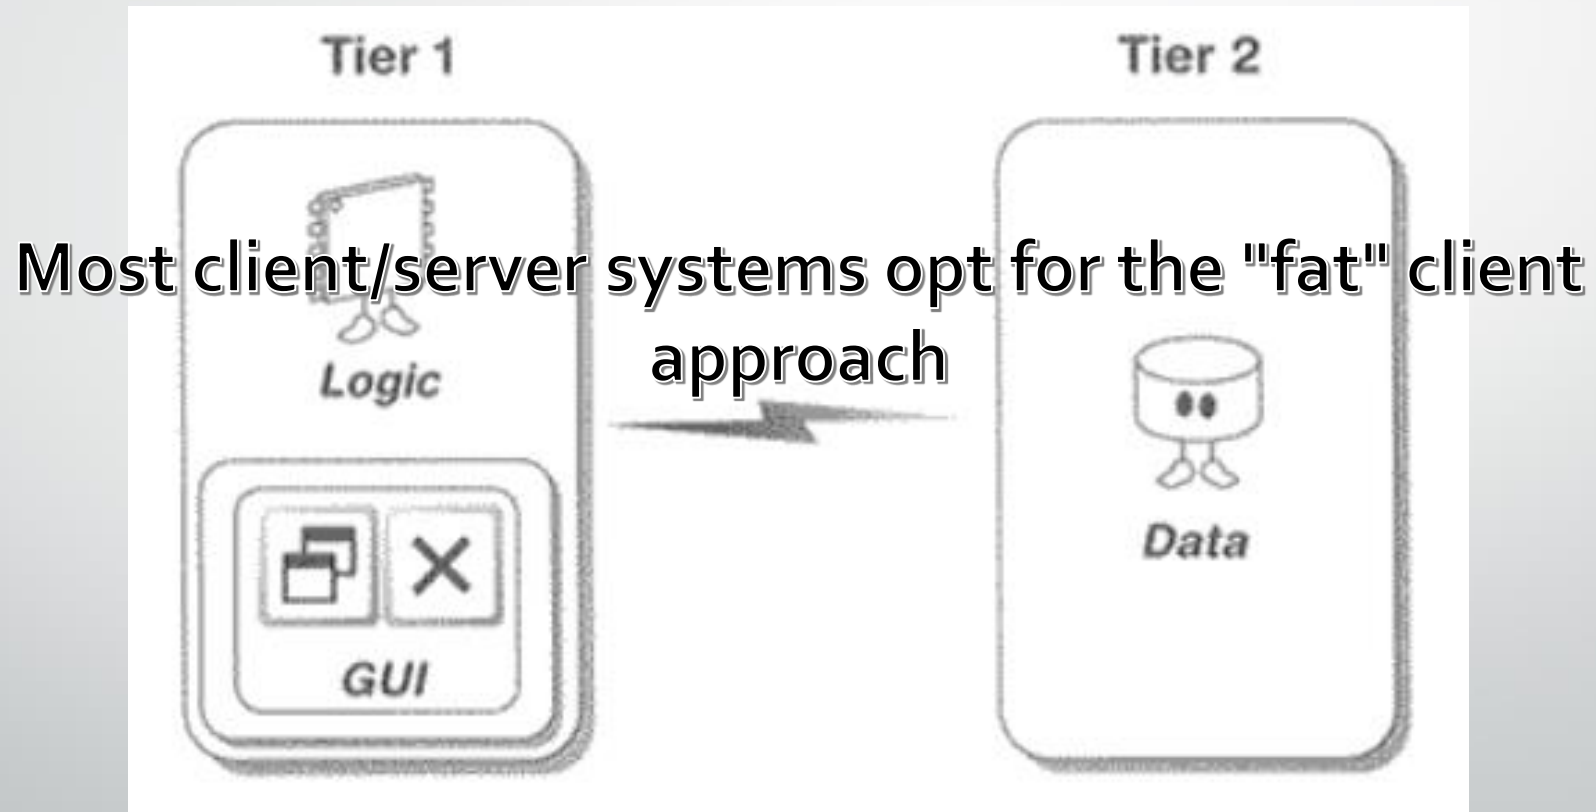 Tier 1
Tier 2
Most client/server systems opt for the "fat" client
approach
Logic
Data
GUI